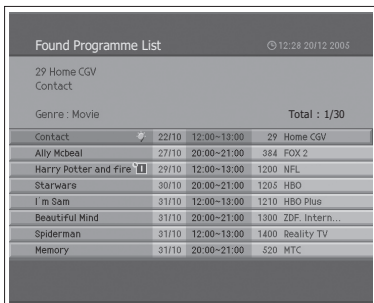 Found Programme List 12:28 20/12 2005
29 Home CGV
Contact
Genre : Movie Total : 1/30
Contact 22/10 12:00~13:00 29 Home CGV
Ally Mcbeal 27/10 20:00~21:00 384 FOX 2
Harry Potter and fire 29/10 12:00~13:00 1200 NFL
Starwars 30/10 20:00~21:00 1205 HBO
I`m Sam 31/10 12:00~13:00 1210 HBO Plus
Beautiful Mind 31/10 20:00~21:00 1300 ZDF. Intern...
Spiderman 31/10 12:00~13:00 1400 Reality TV
Memory 31/10 20:00~21:00 520 MTC